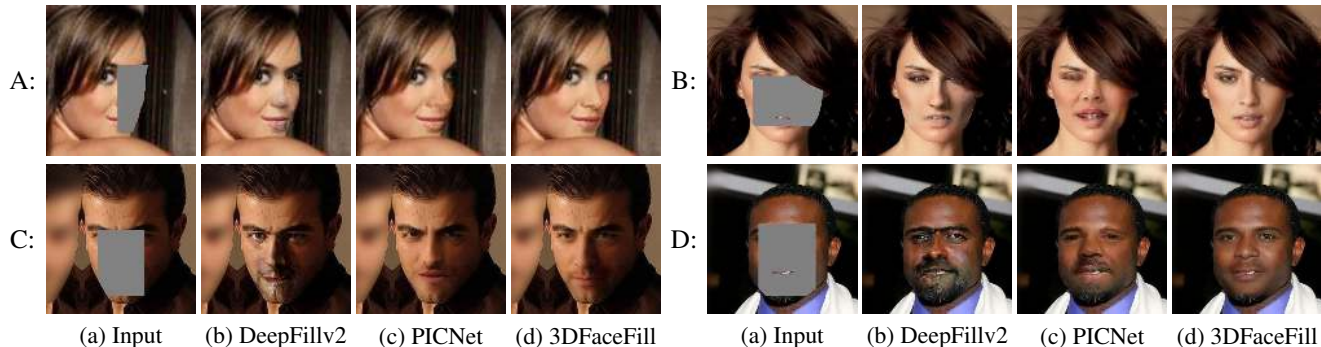 A:
B:
C:
D:
(a) Input (b) DeepFillv2 (c) PICNet (d) 3DFaceFill (a) Input (b) DeepFillv2 (c) PICNet (d) 3DFaceFill